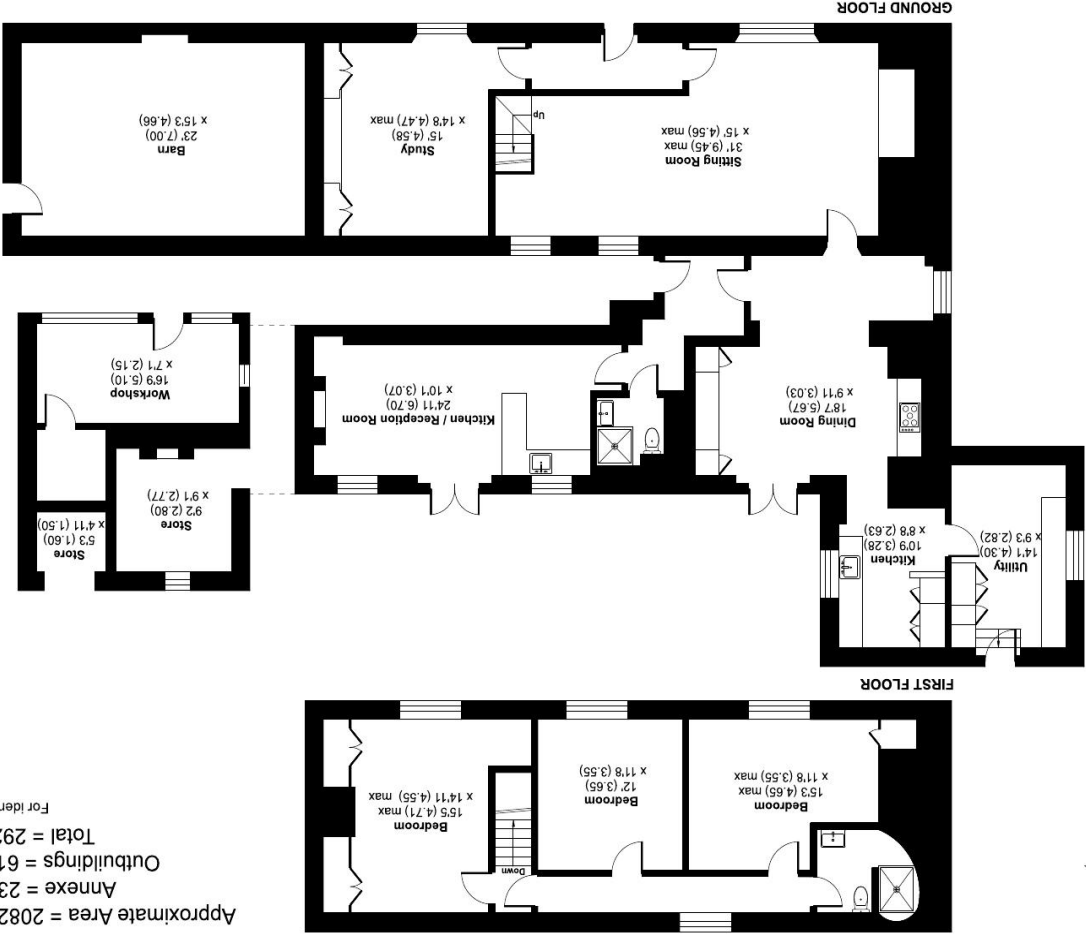 Approximate Area = 2082
Annexe = 23
Outbuildings = 61
Total = 292
For iden
Down
Bedroom
15'3 (4.65) max
x 11'8 (3.55) max
Bedroom
12' (3.65)
x 11'8 (3.55)
Bedroom
15'5 (4.71) max
x 14'11 (4.55) max
FIRST FLOOR
Utility
14'1 (4.30)
x 9'3 (2.82)
Kitchen
10'9 (3.28)
x 8'8 (2.63)
Store
9'2 (2.80)
x 9'1 (2.77)
Store
5'3 (1.60)
x 4'11 (1.50)
Dining Room
18'7 (5.67)
x 9'11 (3.03)
Kitchen / Reception Room
24'11 (6.70)
x 10'1 (3.07)
Workshop
16'9 (5.10)
x 7'1 (2.15)
Sitting Room
31' (9.45) max
x 15' (4.56) max
Up
Study
15' (4.58)
x 14'8 (4.47) max
Barn
23' (7.00)
x 15'3 (4.66)
GROUND FLOOR